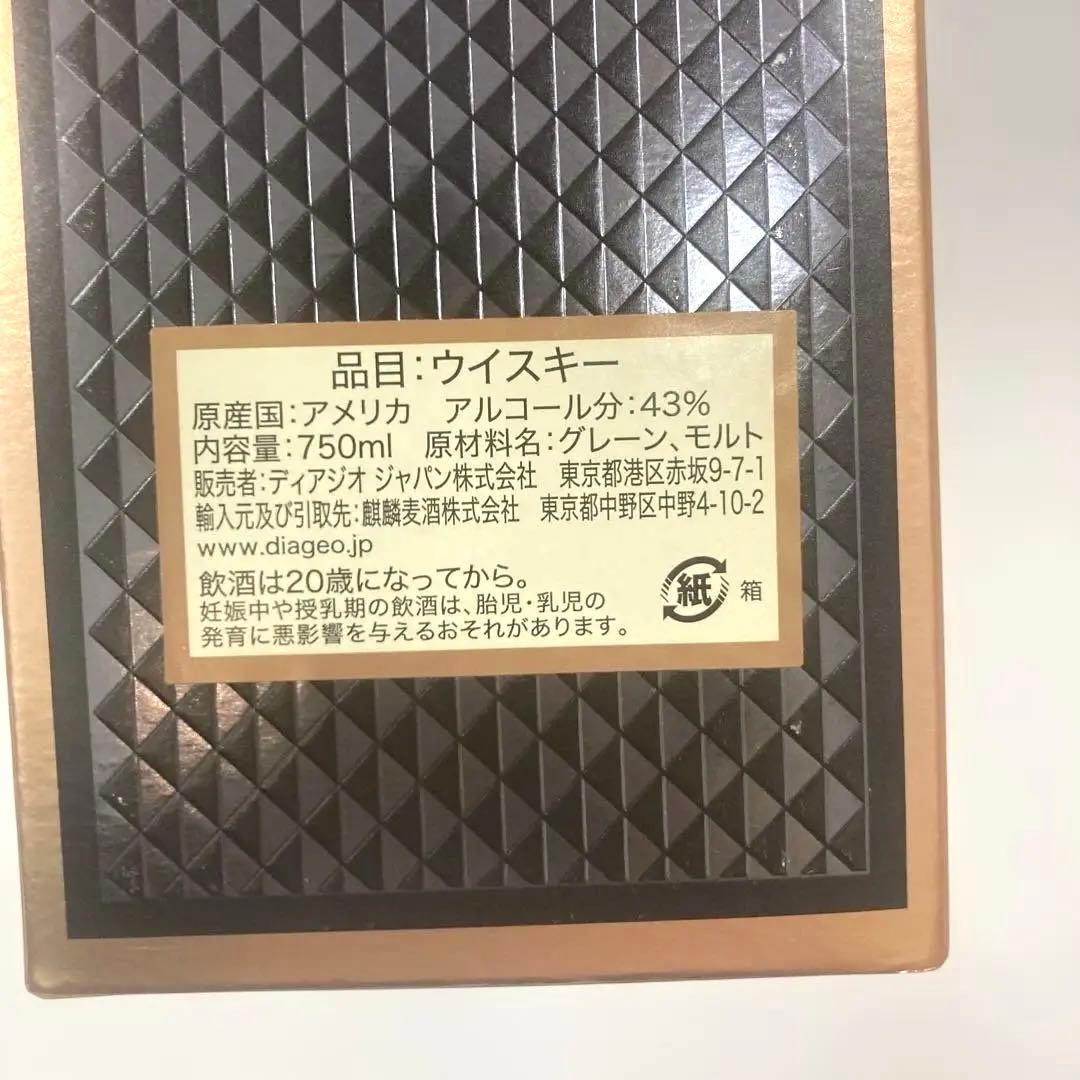 品目：ウイスキー
原産国：アメリカ　アルコール分：43%
内容量：750ml　原材料名：グレーン、モルト
販売者：ディアジオ ジャパン株式会社　東京都港区赤坂9-7-1
輸入元及び引取先：麒麟麦酒株式会社　東京都中野区中野4-10-2
www.diageo.jp
飲酒は20歳になってから。
妊娠中や授乳期の飲酒は、胎児・乳児の
発育に悪影響を与えるおそれがあります。
紙 箱